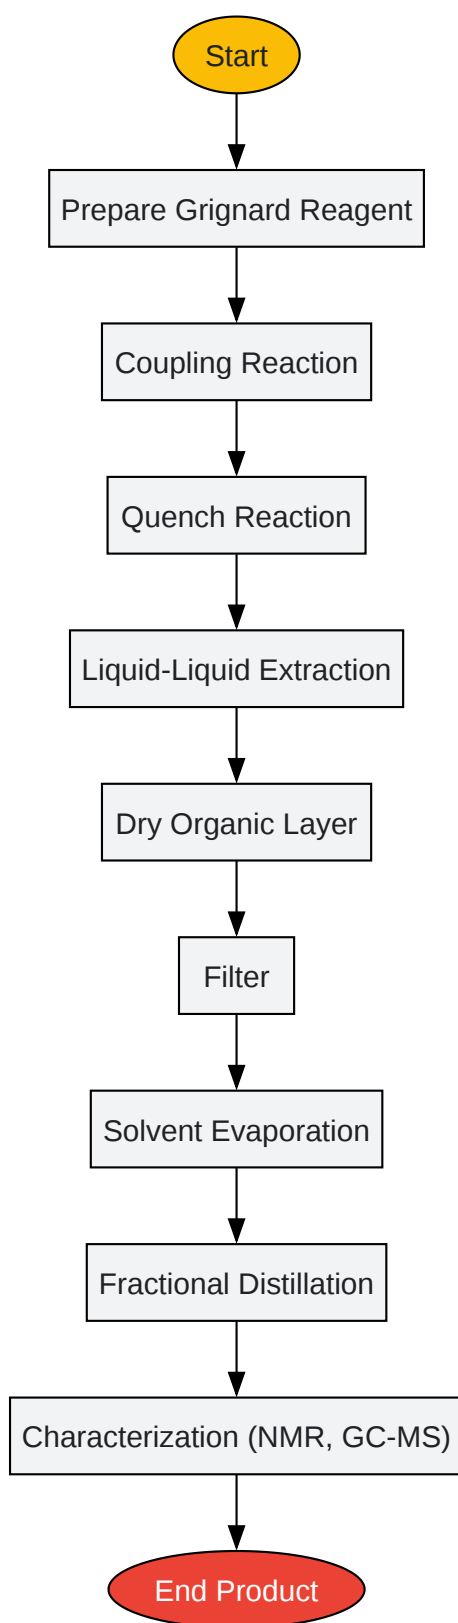 Start
Prepare Grignard Reagent
Coupling Reaction
Quench Reaction
Liquid-Liquid Extraction
Dry Organic Layer
Filter
Solvent Evaporation
Fractional Distillation
Characterization (NMR, GC-MS)
End Product